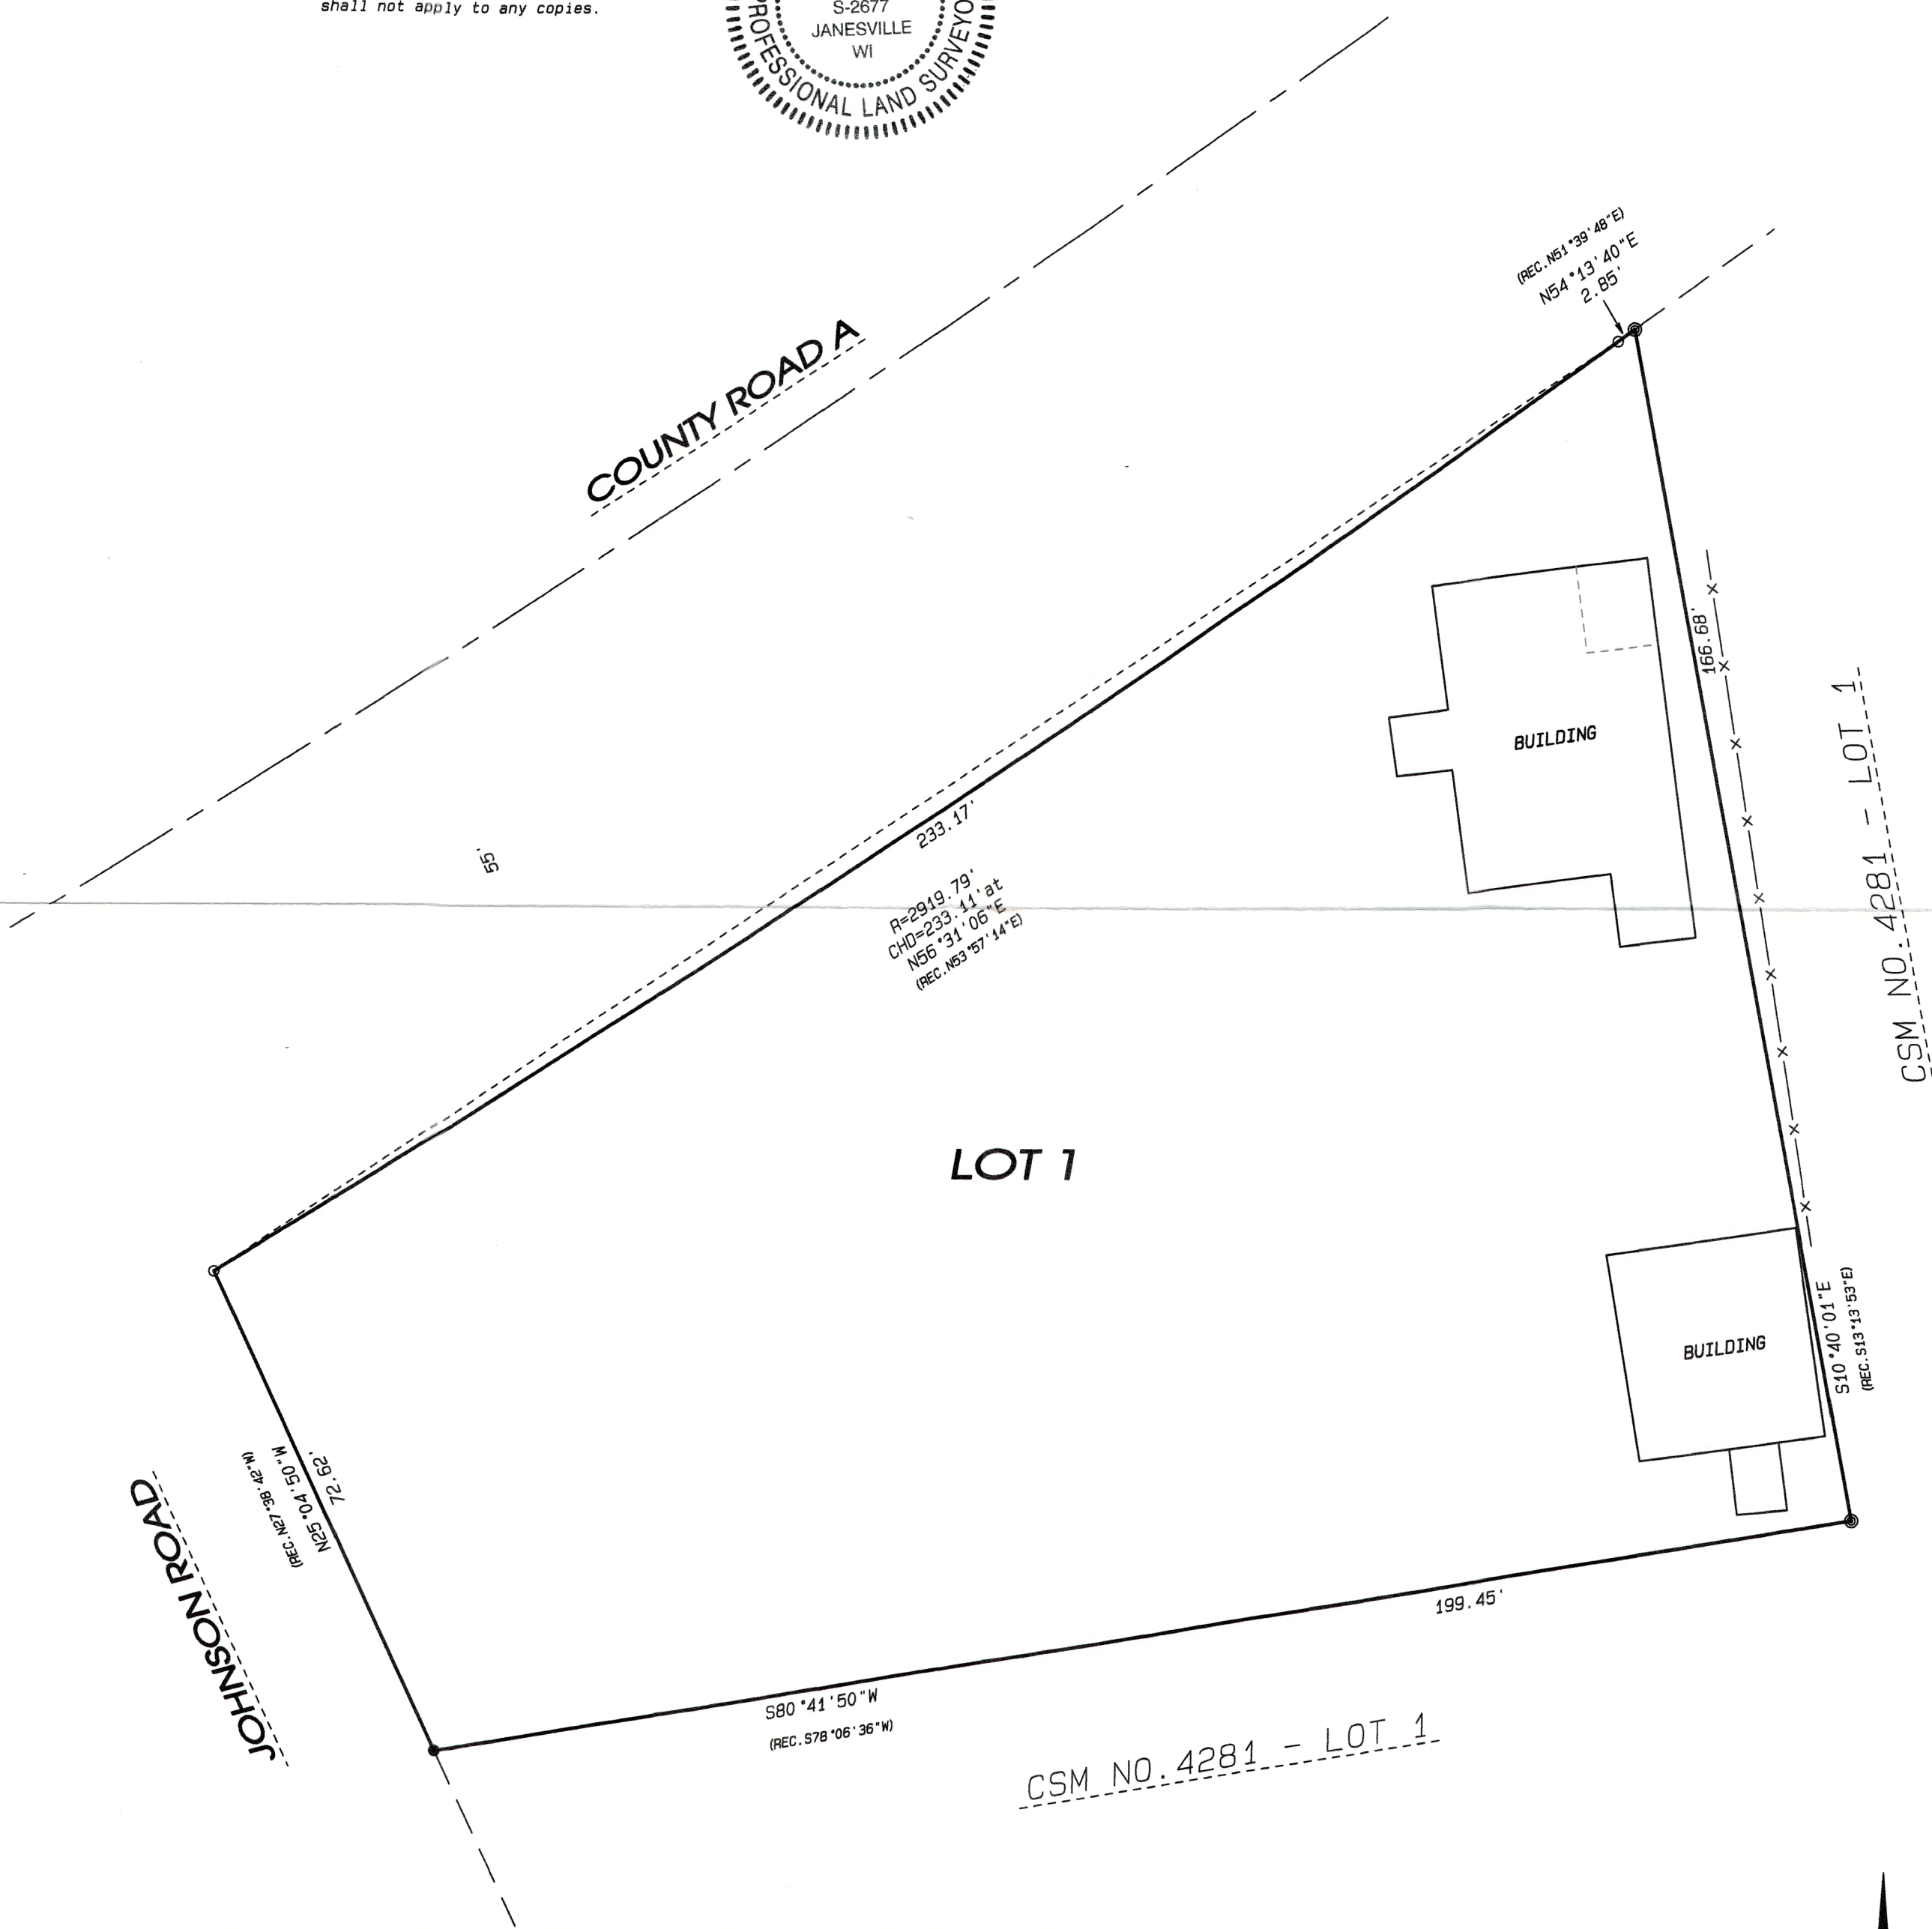 shall not apply to any copies.
S-2677
JANESVILLE
WI
PROFESSIONAL LAND SURVEYO
(REC.N51°39'48"E)
N54°13'40"E
2.85'
COUNTY ROAD A
166.68'
BUILDING
CSM NO.4281 - LOT 1
233.17'
55'
R=2919.79'
CHD=233.11'at
N56°31'06"E
(REC.N53°57'14"E)
LOT 1
S10°40'01"E
(REC.S13°13'53"E)
BUILDING
72.62'
N25°04'50"W
(REC.N27°38'42"W)
JOHNSON ROAD
199.45'
S80°41'50"W
(REC.S78°06'36"W)
CSM NO.4281 - LOT 1